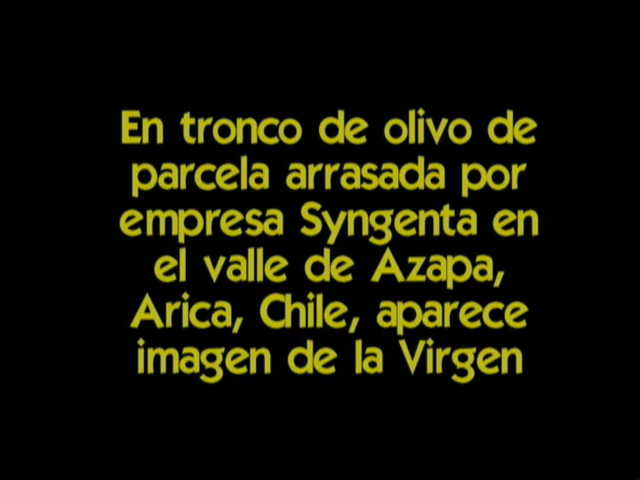 En tronco de olivo de
parcela arrasada por
empresa Syngenta en
el valle de Azapa,
Arica, Chile, aparece
imagen de la Virgen